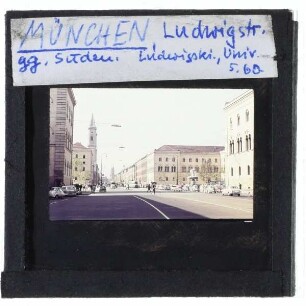 MÜNCHEN Ludwigstr.
gg. Süden. Ludwigski., Univ.
5.60